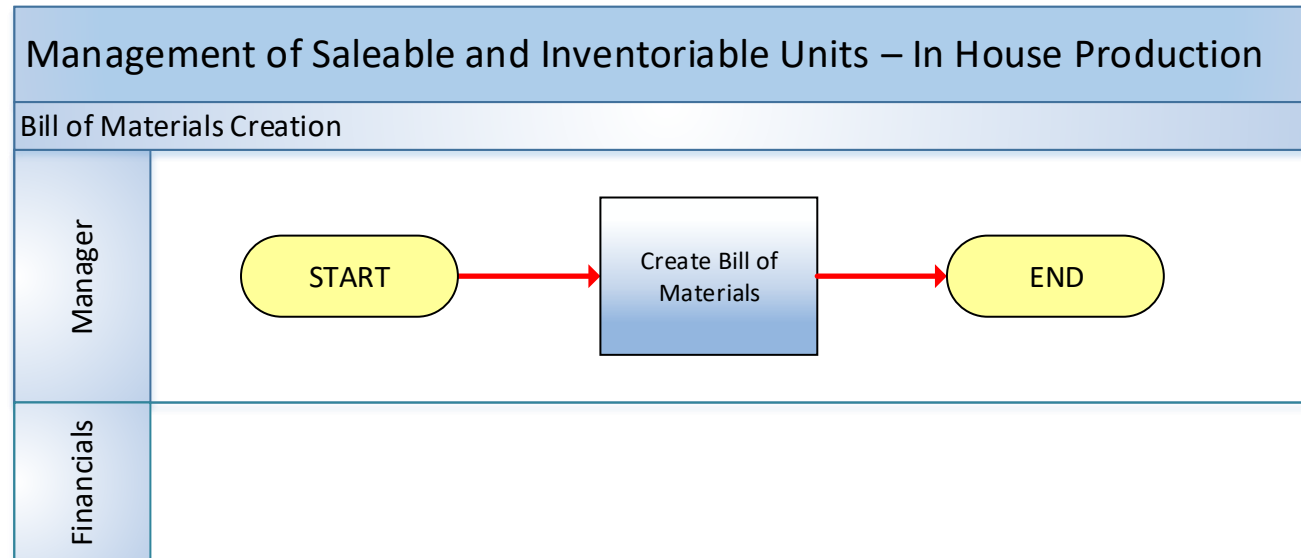 Management of Saleable and Inventoriable Units – In House Production
Bill of Materials Creation
Manager
START
Create Bill of
Materials
END
Financials